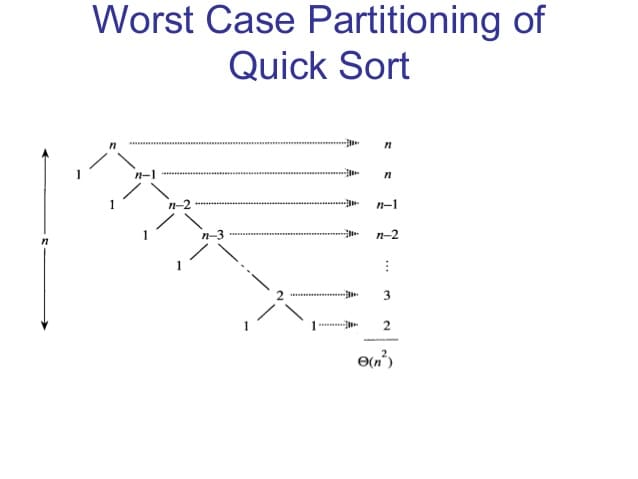 Worst Case Partitioning of
Quick Sort
n n
1 n–1 n
1 n–2 n–1
1 n–3 n–2
n
1 ⋮
2 3
1 1 2
Θ(n²)